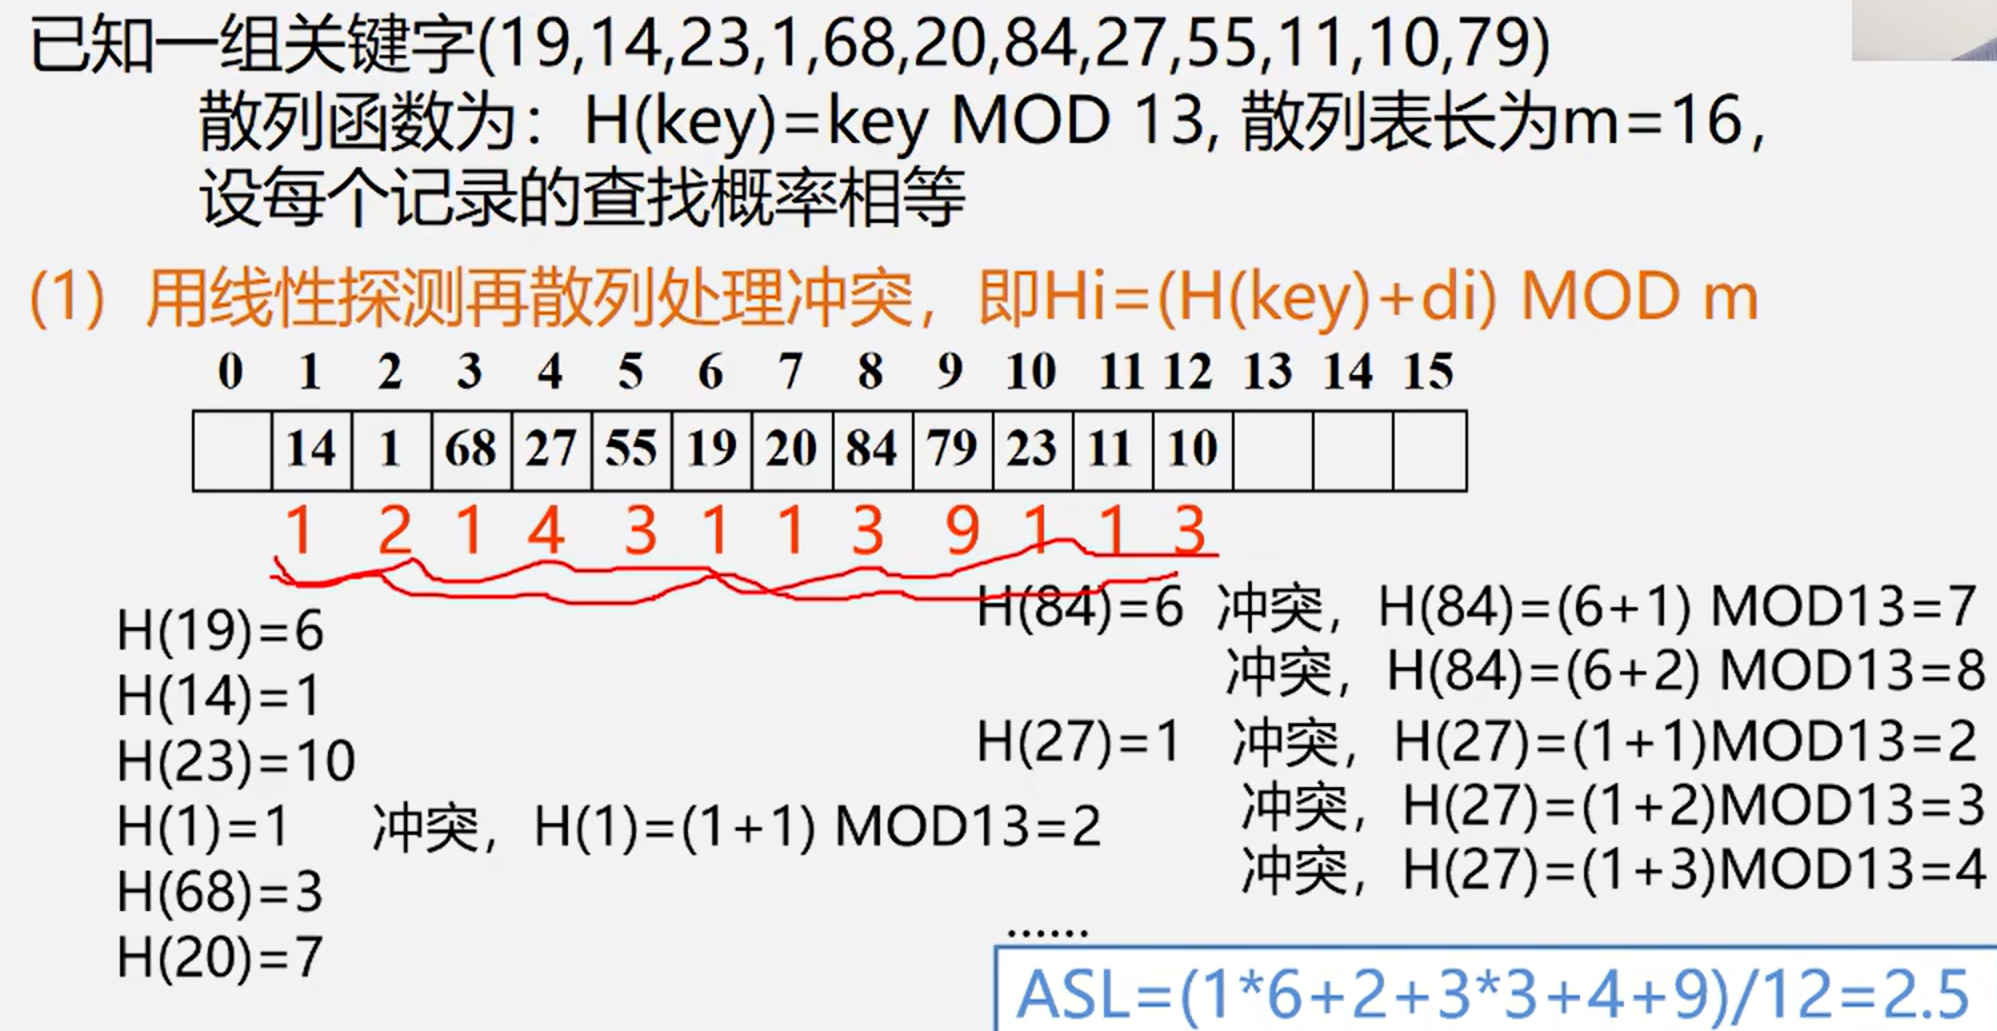 已知一组关键字(19,14,23,1,68,20,84,27,55,11,10,79)
散列函数为：H(key)=key MOD 13, 散列表长为m=16，
设每个记录的查找概率相等
(1) 用线性探测再散列处理冲突，即Hi=(H(key)+di) MOD m
0 1 2 3 4 5 6 7 8 9 10 11 12 13 14 15
14 1 68 27 55 19 20 84 79 23 11 10
1 2 1 4 3 1 1 3 9 1 1 3
H(19)=6
H(14)=1
H(23)=10
H(1)=1 冲突，H(1)=(1+1) MOD13=2
H(68)=3
H(20)=7
H(84)=6 冲突，H(84)=(6+1) MOD13=7
冲突，H(84)=(6+2) MOD13=8
H(27)=1 冲突，H(27)=(1+1)MOD13=2
冲突，H(27)=(1+2)MOD13=3
冲突，H(27)=(1+3)MOD13=4
......
ASL=(1*6+2+3*3+4+9)/12=2.5